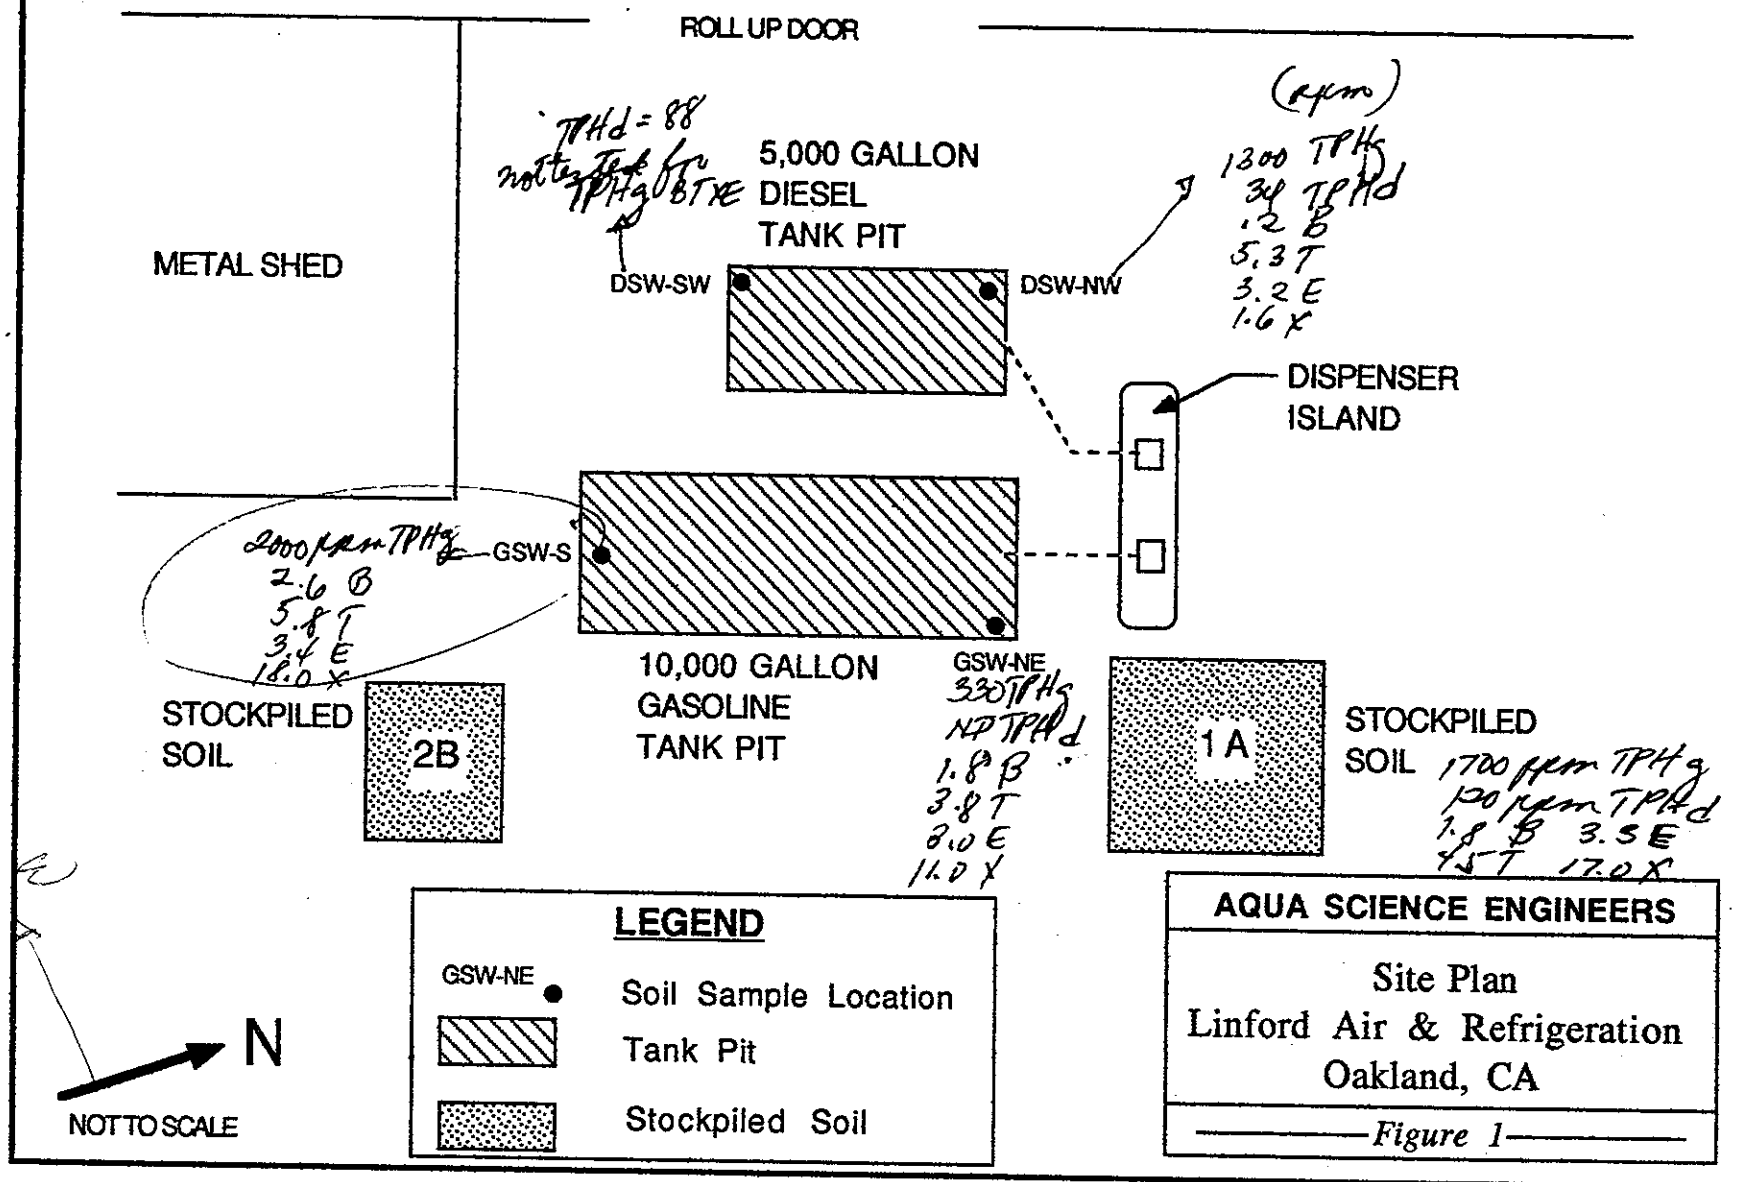 ROLL UP DOOR
(ppm)
TPHd = 88
not tested for
TPHg BTXE
5,000 GALLON
DIESEL
TANK PIT
1300 TPHg
34 TPHd
.2 B
5.3 T
3.2 E
1.6 X
METAL SHED
DSW-SW
DSW-NW
DISPENSER
ISLAND
2000 ppm TPHg
2.6 B
5.8 T
3.4 E
18.0 X
GSW-S
10,000 GALLON
GASOLINE
TANK PIT
GSW-NE
330 TPHg
ND TPHd
1.8 B
3.8 T
3.0 E
11.0 X
STOCKPILED
SOIL
2B
1A
STOCKPILED
SOIL
1700 ppm TPHg
120 ppm TPHd
1.8 B 3.5 E
4.5 T 17.0 X
LEGEND
GSW-NE
Soil Sample Location
Tank Pit
Stockpiled Soil
N
NOT TO SCALE
AQUA SCIENCE ENGINEERS
Site Plan
Linford Air & Refrigeration
Oakland, CA
Figure 1